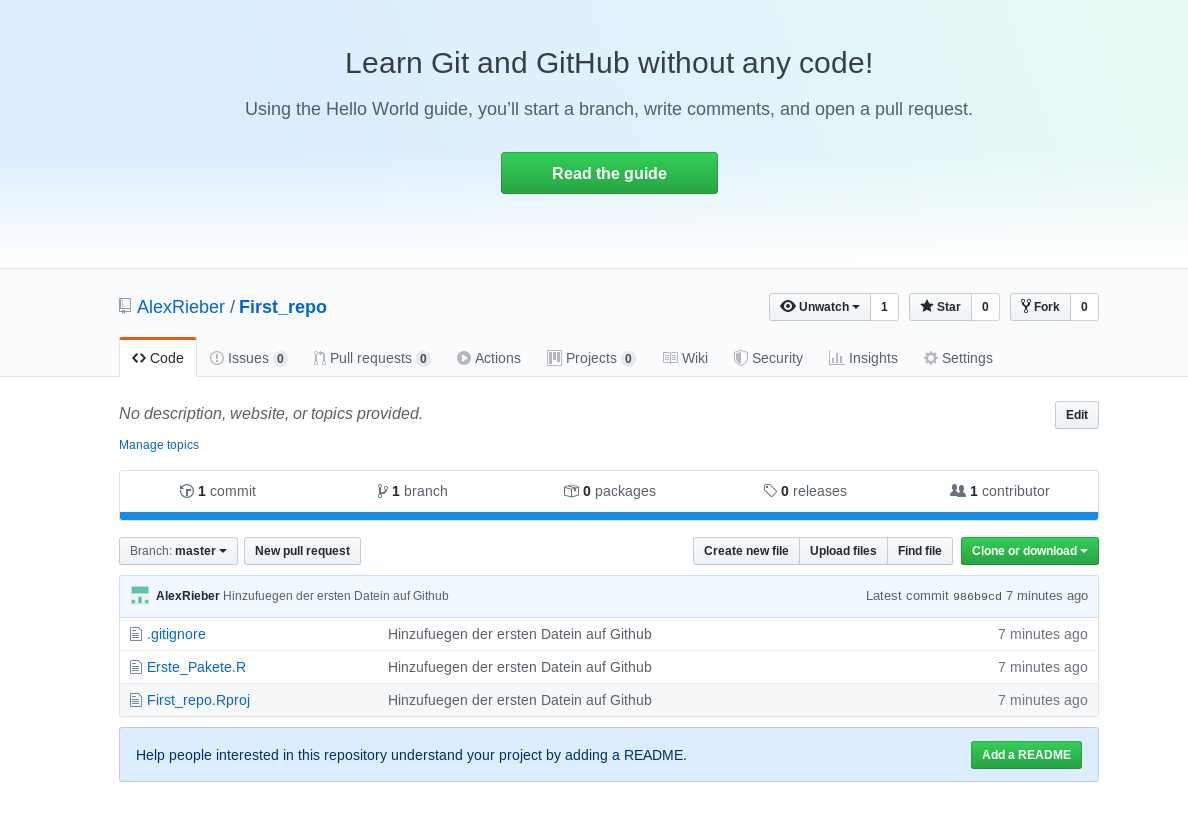 Learn Git and GitHub without any code!
Using the Hello World guide, you’ll start a branch, write comments, and open a pull request.
Read the guide
AlexRieber / First_repo
Unwatch 1 Star 0 Fork 0
Code Issues 0 Pull requests 0 Actions Projects 0 Wiki Security Insights Settings
No description, website, or topics provided. Edit
Manage topics
1 commit 1 branch 0 packages 0 releases 1 contributor
Branch: master New pull request Create new file Upload files Find file Clone or download
AlexRieber Hinzufuegen der ersten Datein auf Github Latest commit 986b9cd 7 minutes ago
.gitignore Hinzufuegen der ersten Datein auf Github 7 minutes ago
Erste_Pakete.R Hinzufuegen der ersten Datein auf Github 7 minutes ago
First_repo.Rproj Hinzufuegen der ersten Datein auf Github 7 minutes ago
Help people interested in this repository understand your project by adding a README. Add a README